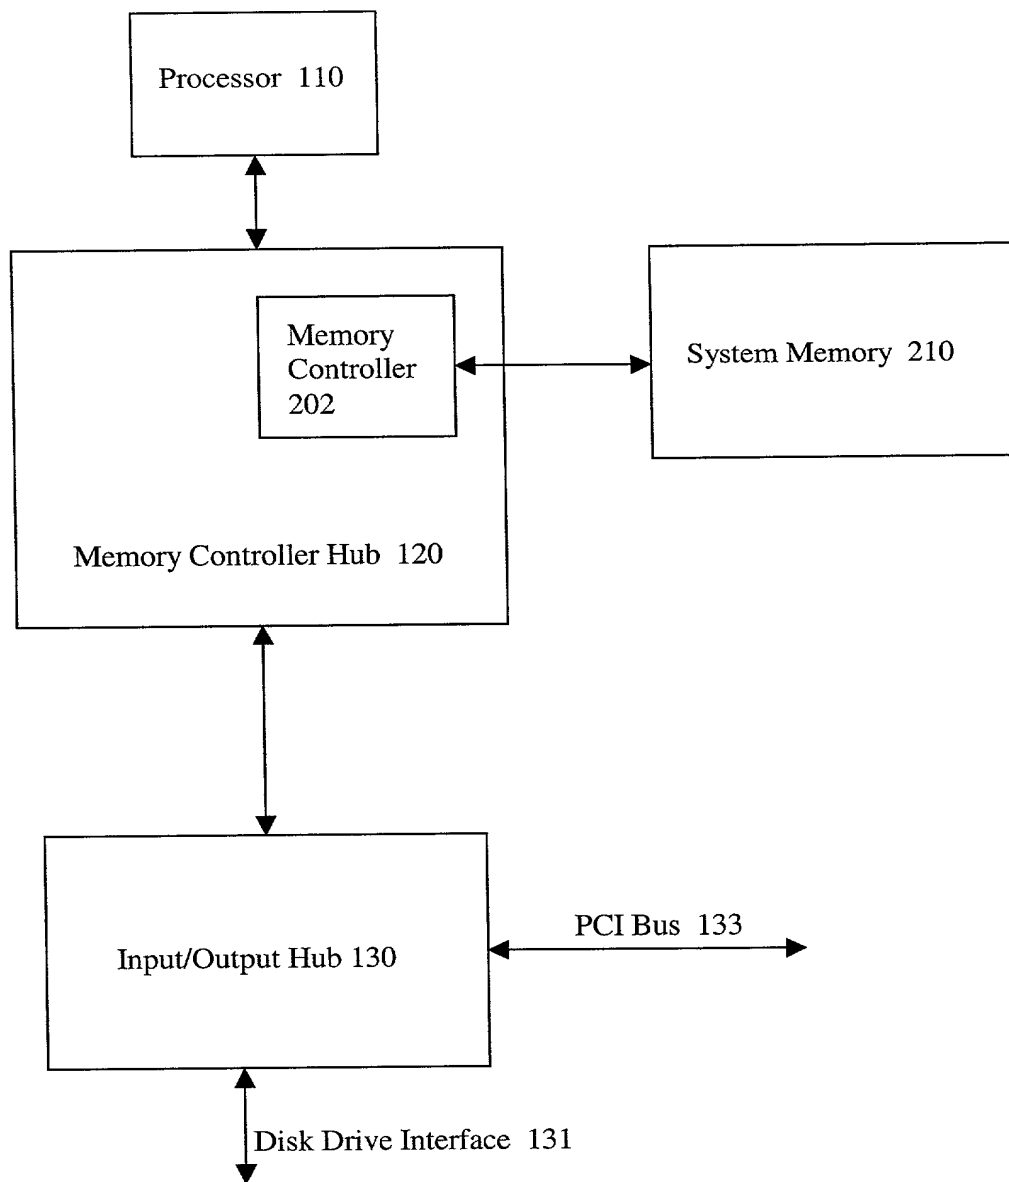 Processor 110
Memory
Controller
202
System Memory 210
Memory Controller Hub 120
PCI Bus 133
Input/Output Hub 130
Disk Drive Interface 131